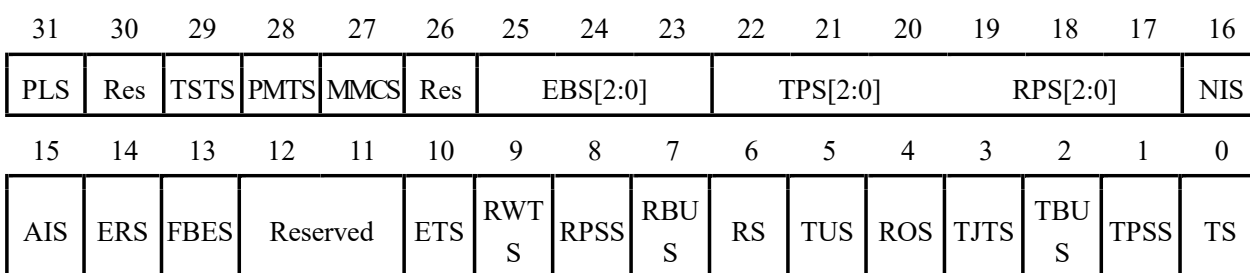 31 30 29 28 27 26 25 24 23 22 21 20 19 18 17 16
PLS Res TSTS PMTS MMCS Res EBS[2:0] TPS[2:0] RPS[2:0] NIS
15 14 13 12 11 10 9 8 7 6 5 4 3 2 1 0
AIS ERS FBES Reserved ETS RWT
S RPSS RBU
S RS TUS ROS TJTS TBU
S TPSS TS